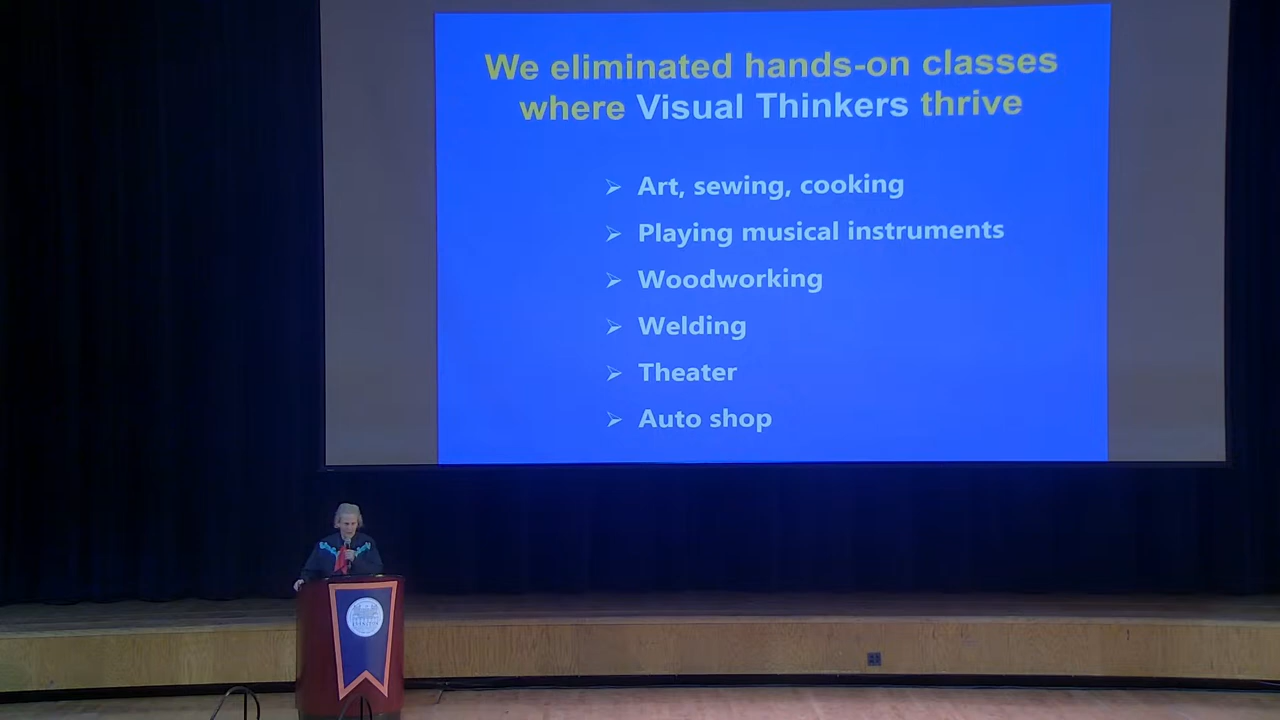 We eliminated hands-on classes
where Visual Thinkers thrive
Art, sewing, cooking
Playing musical instruments
Woodworking
Welding
Theater
Auto shop